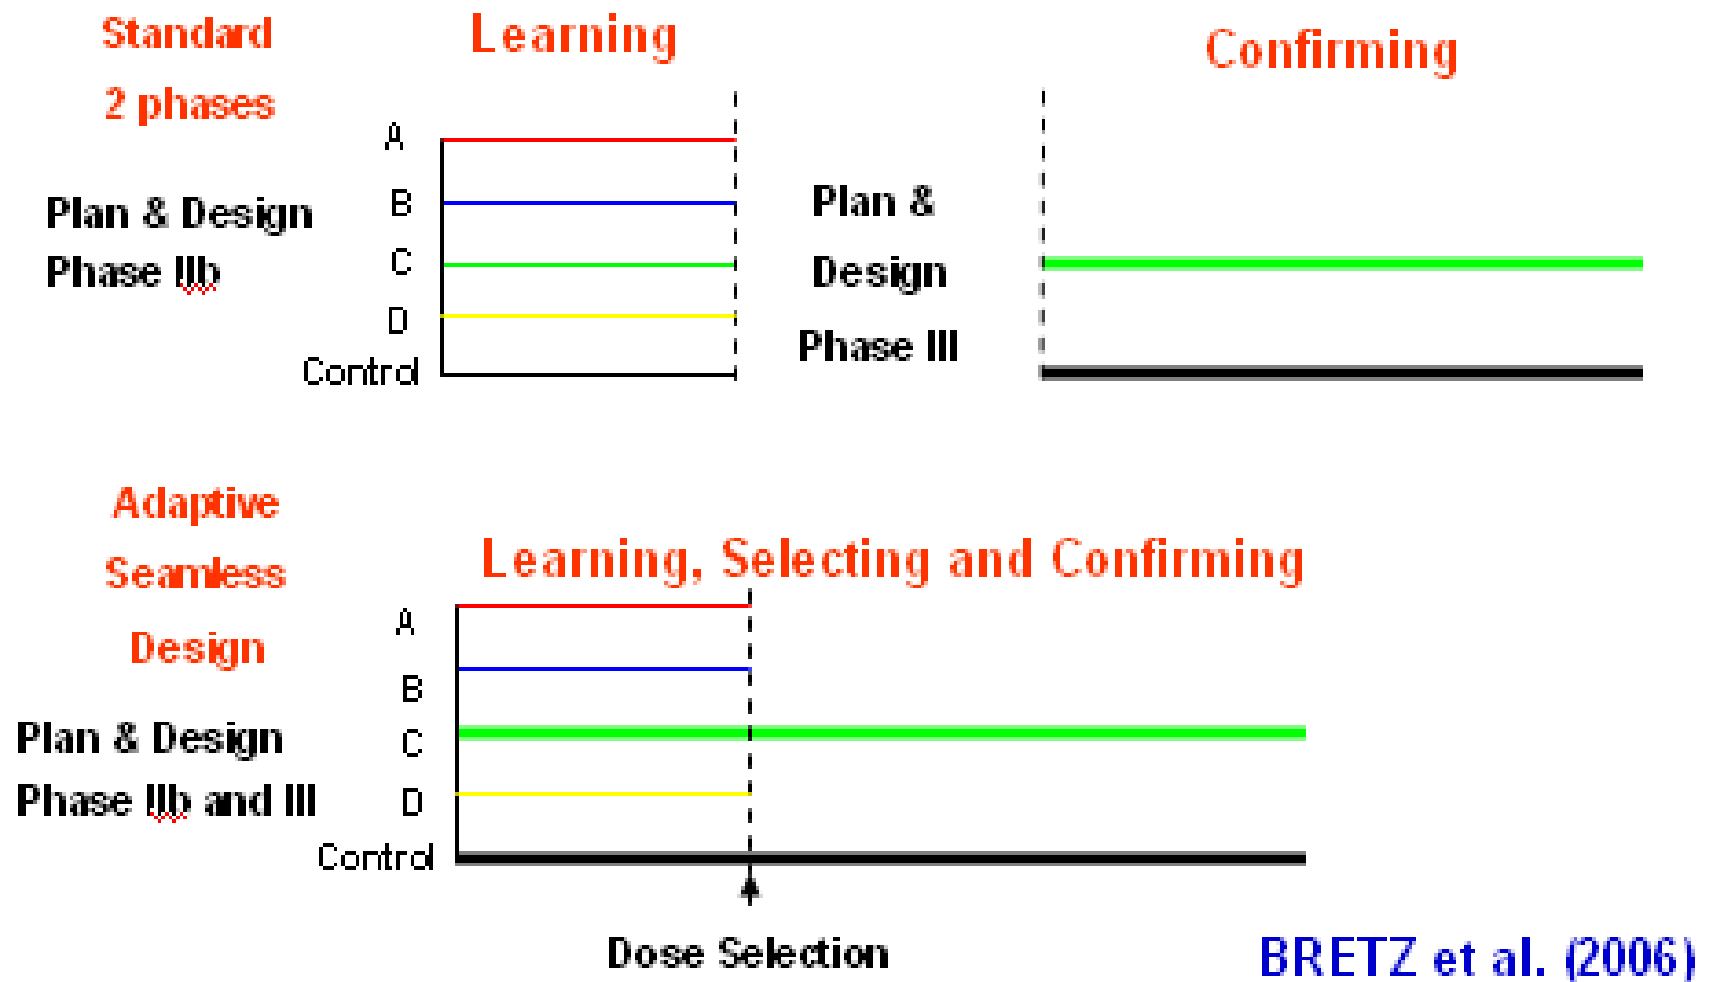 Standard
2 phases
Learning
Confirming
Plan & Design
Phase IIb
A
B
C
D
Control
Plan &
Design
Phase III
Adaptive
Seamless
Design
Learning, Selecting and Confirming
Plan & Design
Phase IIb and III
A
B
C
D
Control
Dose Selection
BRETZ et al. (2006)